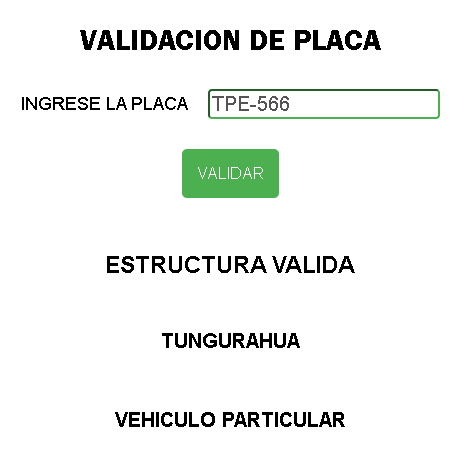 VALIDACION DE PLACA
INGRESE LA PLACA TPE-566
VALIDAR
ESTRUCTURA VALIDA
TUNGURAHUA
VEHICULO PARTICULAR